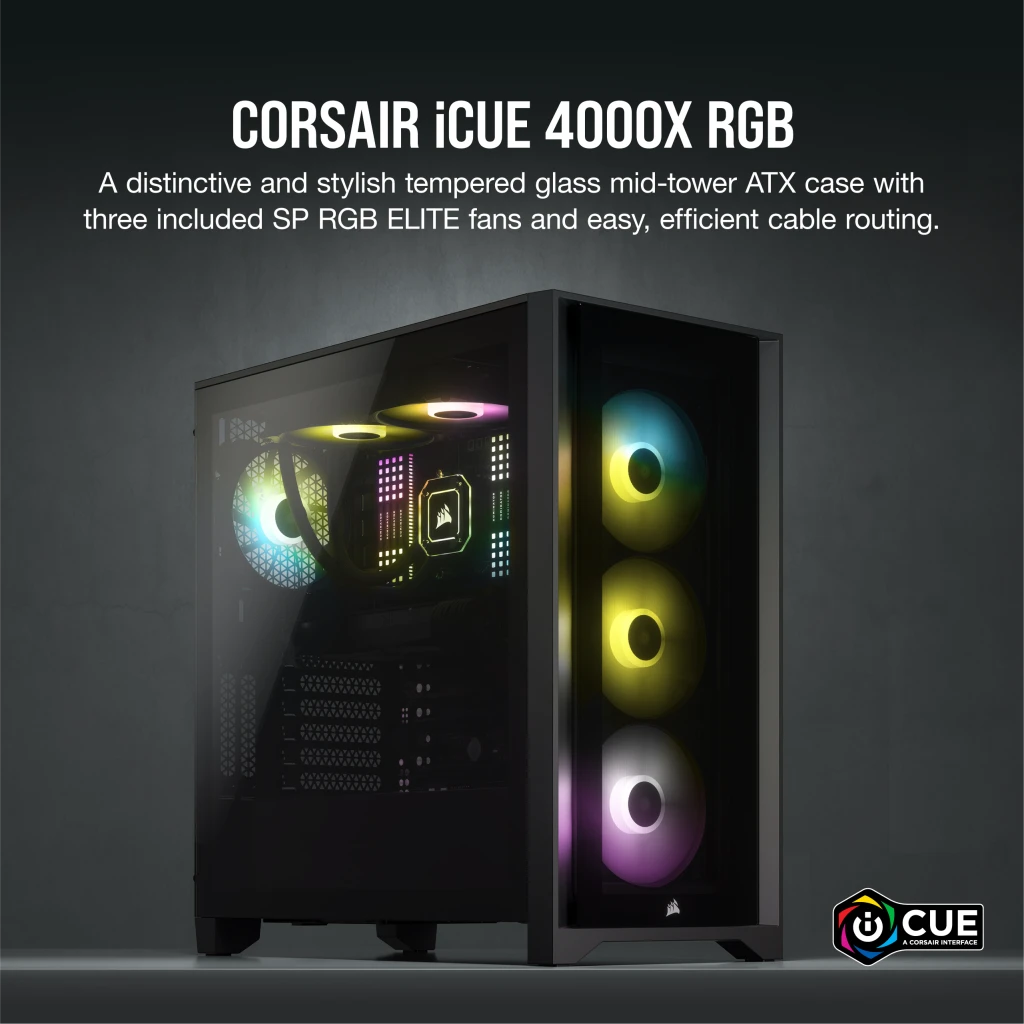 CORSAIR iCUE 4000X RGB
A distinctive and stylish tempered glass mid-tower ATX case with
three included SP RGB ELITE fans and easy, efficient cable routing.
i CUE
A CORSAIR INTERFACE